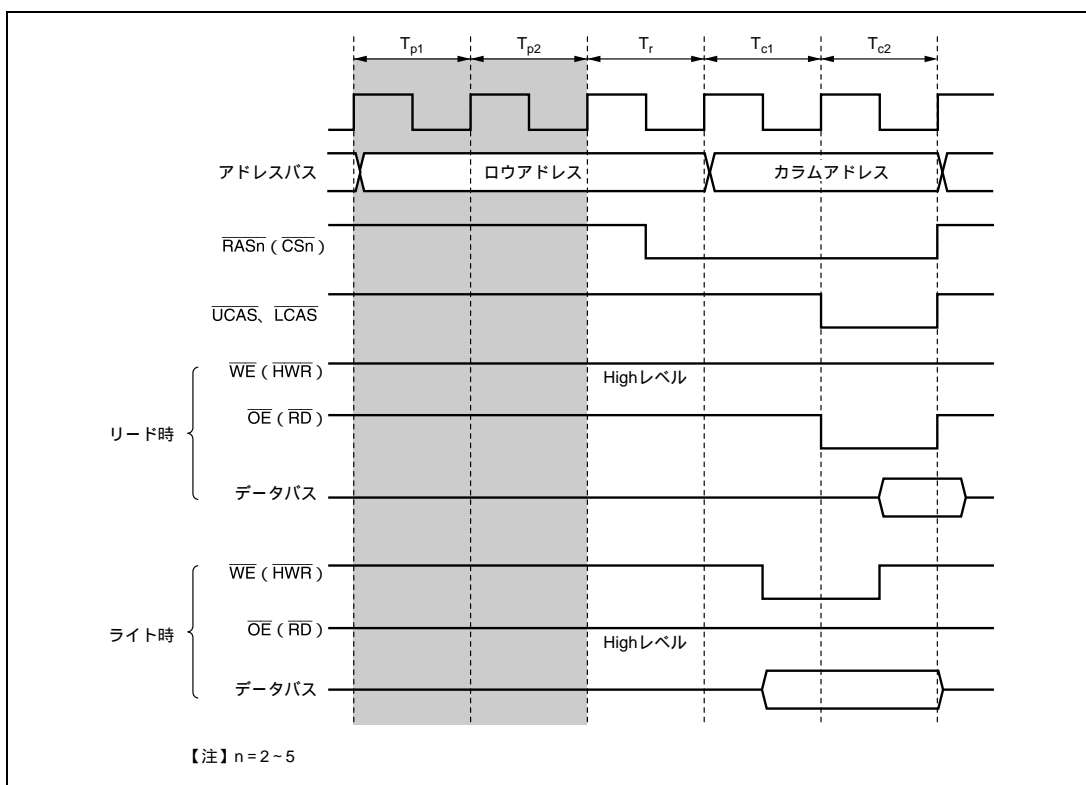 Tp1 Tp2 Tr Tc1 Tc2
アドレスバス ロウアドレス カラムアドレス
RASn(CSn)
UCAS、LCAS
WE(HWR)
Highレベル
OE(RD)
リード時
データバス
WE(HWR)
OE(RD)
Highレベル
ライト時
データバス
【注】n=2~5